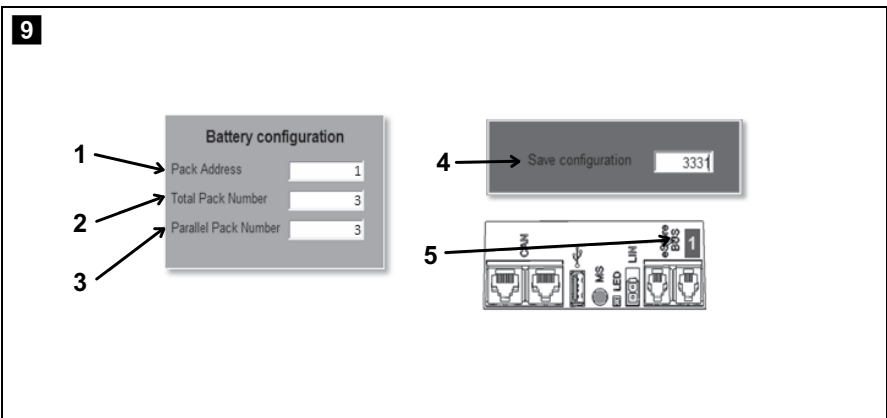 9
Battery configuration
1 Pack Address 1
2 Total Pack Number 3
3 Parallel Pack Number 3
4 Save configuration 3331
5
CAN
MS
LED
LIN
eStore
BUS
1